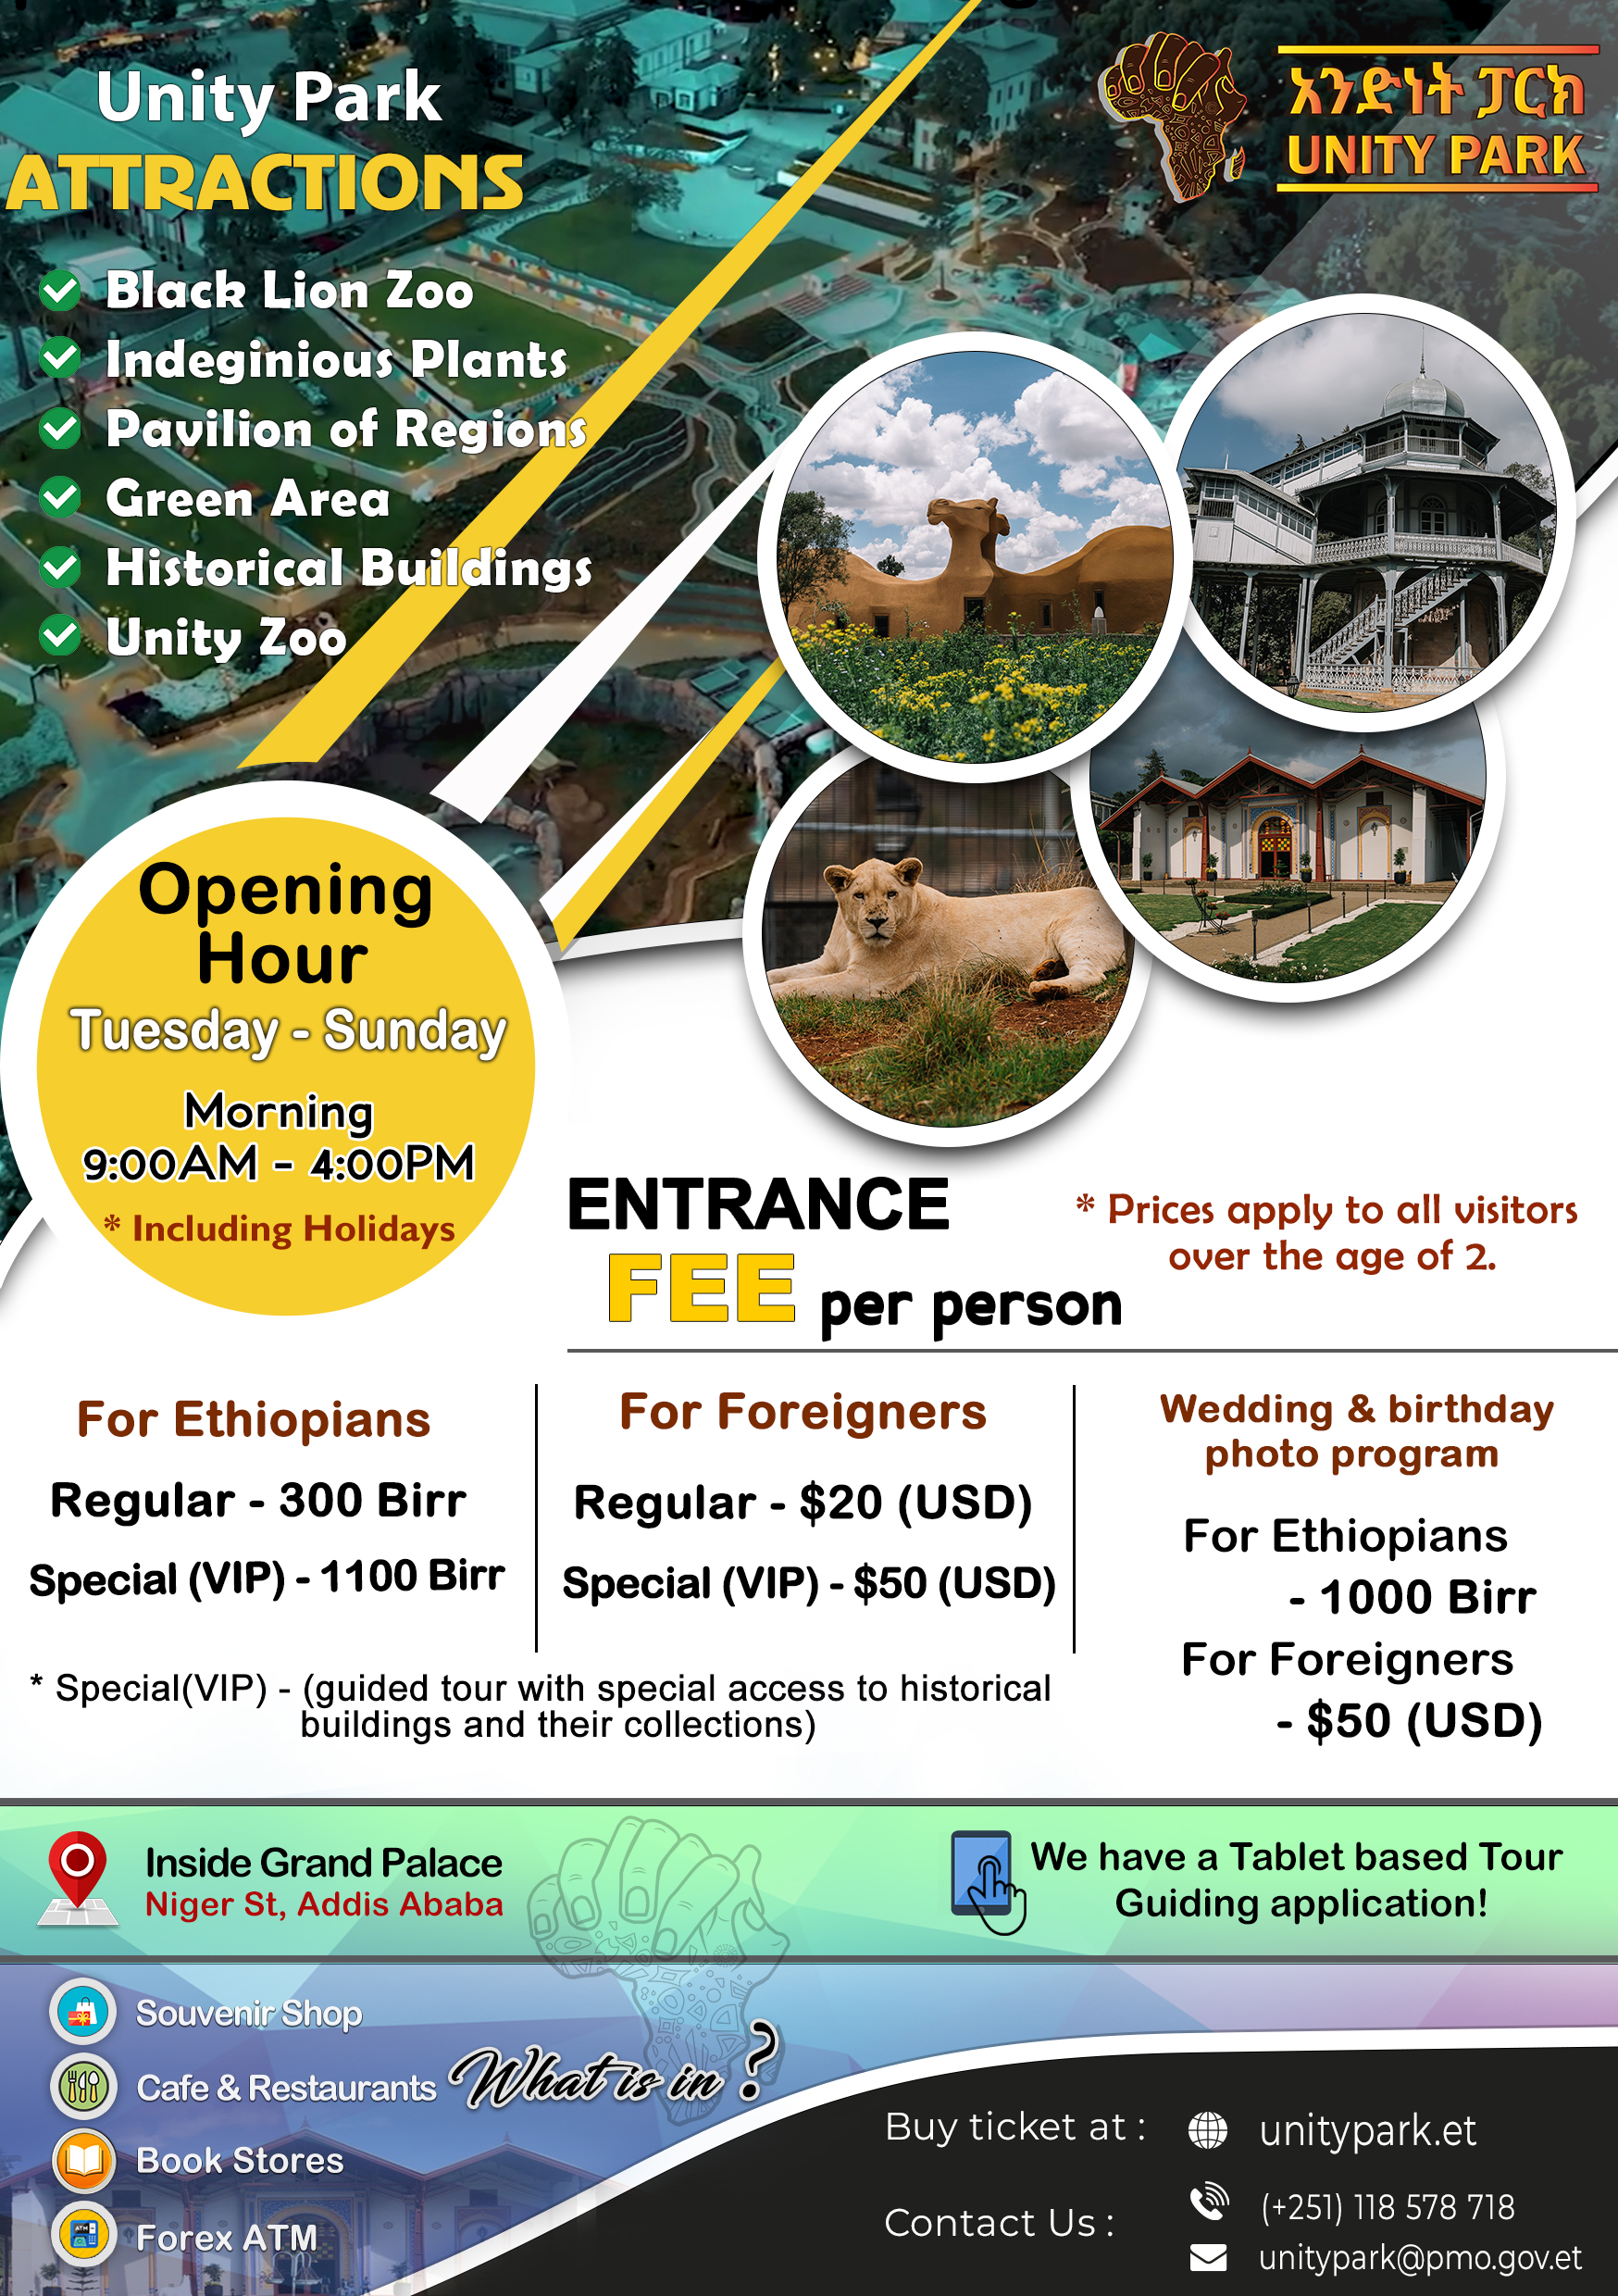 Unity Park
ATTRACTIONS
Black Lion Zoo
Indeginious Plants
Pavilion of Regions
Green Area
Historical Buildings
Unity Zoo
አንድነት ፓርክ
UNITY PARK
Opening
Hour
Tuesday - Sunday
Morning
9:00AM - 4:00PM
* Including Holidays
ENTRANCE
FEE per person
* Prices apply to all visitors
over the age of 2.
For Ethiopians
Regular - 300 Birr
Special (VIP) - 1100 Birr
For Foreigners
Regular - $20 (USD)
Special (VIP) - $50 (USD)
* Special(VIP) - (guided tour with special access to historical
buildings and their collections)
Wedding & birthday
photo program
For Ethiopians
- 1000 Birr
For Foreigners
- $50 (USD)
Inside Grand Palace
Niger St, Addis Ababa
We have a Tablet based Tour
Guiding application!
Souvenir Shop
Cafe & Restaurants
Book Stores
ATM
Forex ATM
What is in ?
Buy ticket at :
unitypark.et
Contact Us :
(+251) 118 578 718
unitypark@pmo.gov.et